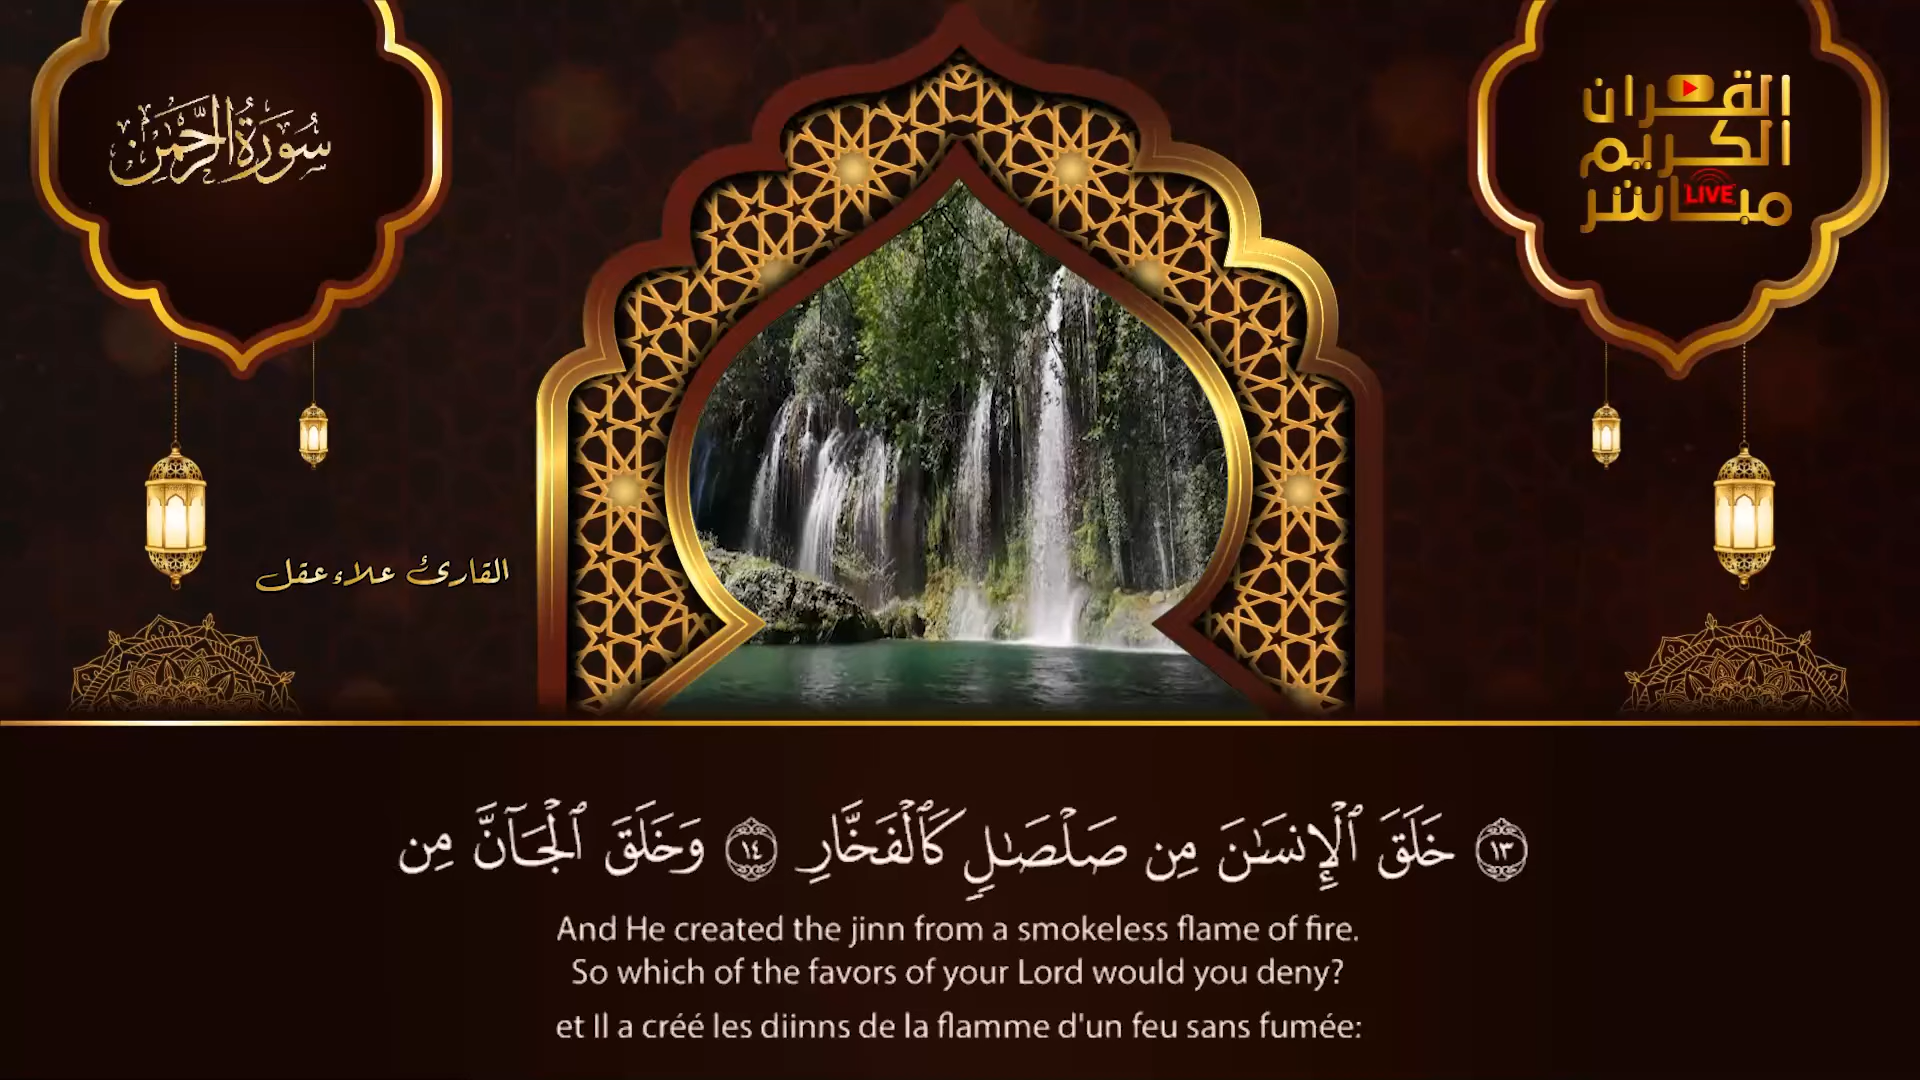 سُورَةُ الرَّحْمَٰن
القران
الكريم
مباشر
LIVE
القارئ علاء عقل
١٣ خَلَقَ ٱلْإِنسَـٰنَ مِن صَلْصَـٰلٍ كَٱلْفَخَّارِ ١٤ وَخَلَقَ ٱلْجَآنَّ مِن
And He created the jinn from a smokeless flame of fire.
So which of the favors of your Lord would you deny?
et Il a créé les diinns de la flamme d'un feu sans fumée: